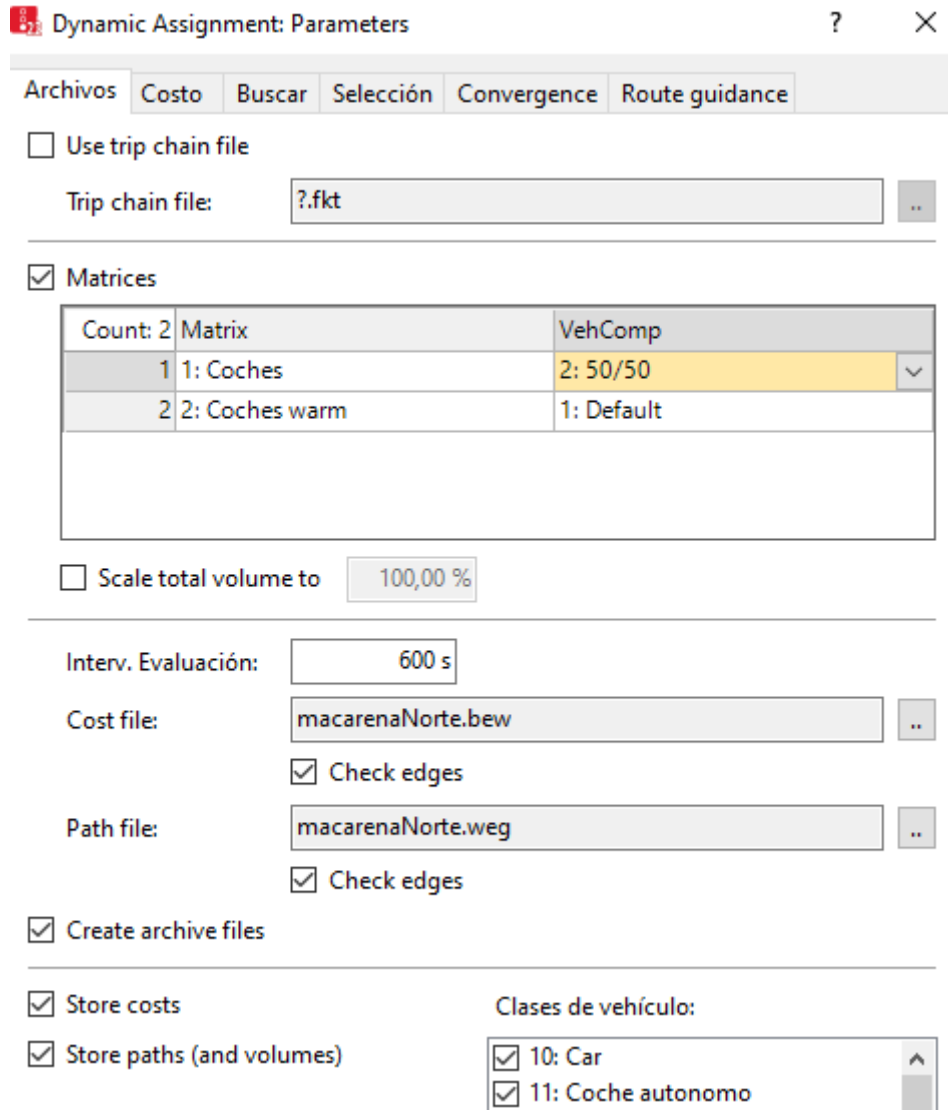 Dynamic Assignment: Parameters ?
Archivos Costo Buscar Selección Convergence Route guidance
Use trip chain file
Trip chain file: ?.fkt ..
Matrices
Count: 2 Matrix VehComp
1 1: Coches 2: 50/50
2 2: Coches warm 1: Default
Scale total volume to 100,00 %
Interv. Evaluación: 600 s
Cost file: macarenaNorte.bew ..
Check edges
Path file: macarenaNorte.weg ..
Check edges
Create archive files
Store costs Clases de vehículo:
Store paths (and volumes) 10: Car
11: Coche autonomo